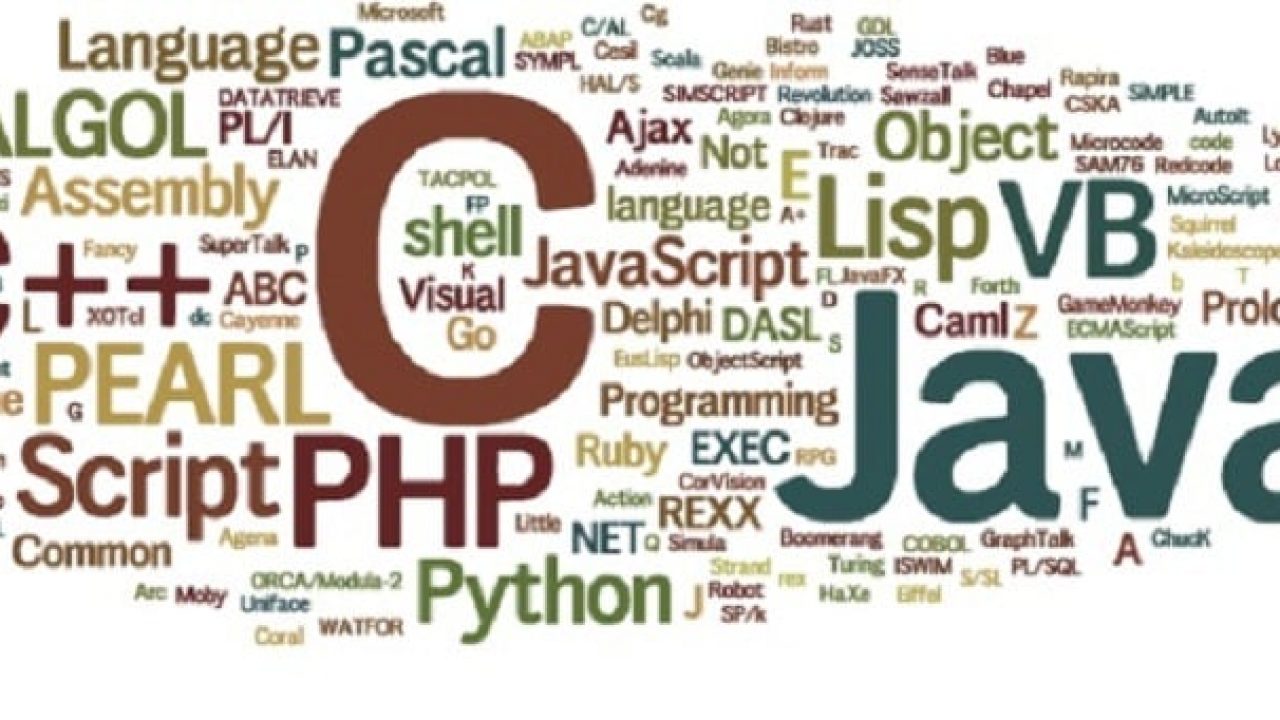 Microsoft
Cg
Language
Pascal
ABAP
C/AL
Rust
GDL
SYMPL
Cesil
Scala
Bistro
JOSS
Blue
HAL/S
Genie
Inform
SenseTalk
Rapira
DATATRIEVE
SIMSCRIPT
Revolution
Sawzall
Chapel
CSKA
SiMPLE
ALGOL
PL/I
Ajax
Agora
Clojure
Object
Autoit
ELAN
Not
E
Trac
Microcode
code
Adenine
SAM76
Redcode
Assembly
TACPOL
FP
language
A+
Lisp
VB
MicroScript
shell
Squirrel
Fancy
SuperTalk
P
C
JavaScript
Kaleidoscope
C++
ABC
K
Visual
FL
JavaFX
R
Forth
b
T
L
XOTcl
dc
Cayenne
Go
Delphi
DASL
D
S
Caml
Z
GameMonkey
ECMAScript
EusLisp
ObjectScript
PEARL
G
Programming
Java
Script
PHP
Ruby
EXEC
RPG
M
CorVision
Action
REXX
F
Common
Agena
Little
NET
Q
Simula
Boomerang
COBOL
GraphTalk
A
ChucK
Arc
Moby
ORCA/Modula-2
Uniface
Python
J
Strand
Robot
rex
Turing
ISWIM
S/SL
PL/SQL
SP/k
HaXe
Eiffel
Coral
WATFOR